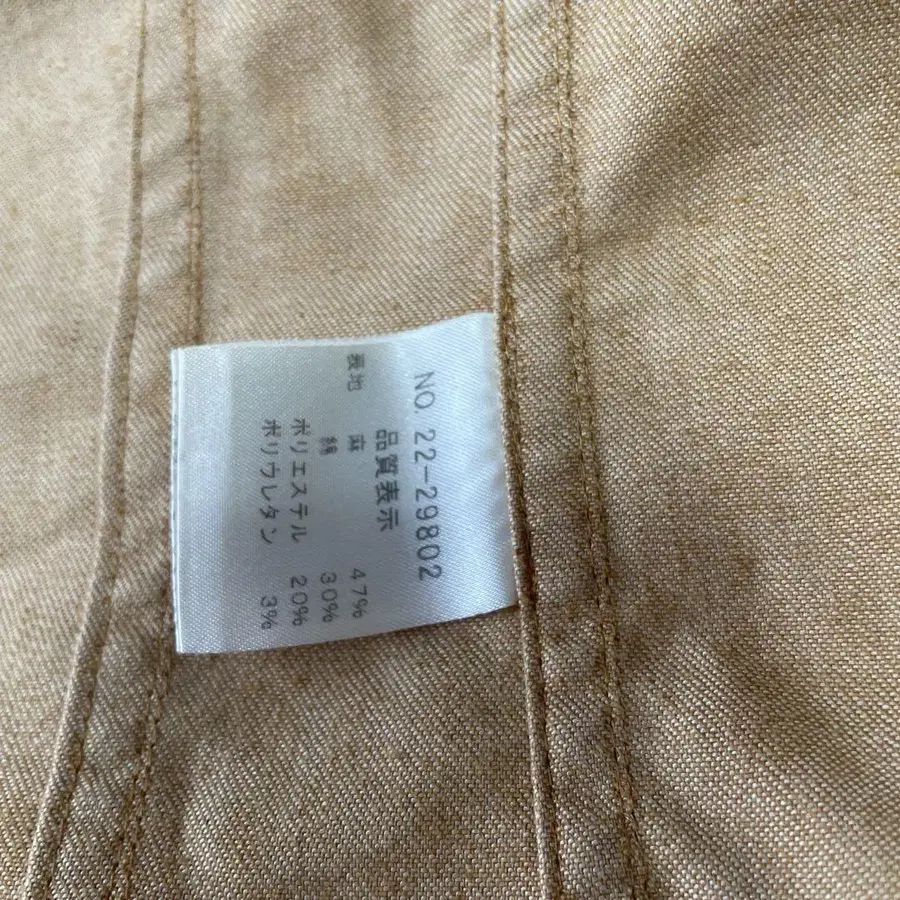 NO. 22-29802
品質表示
表地 麻 47%
綿 30%
ポリエステル 20%
ポリウレタン 3%